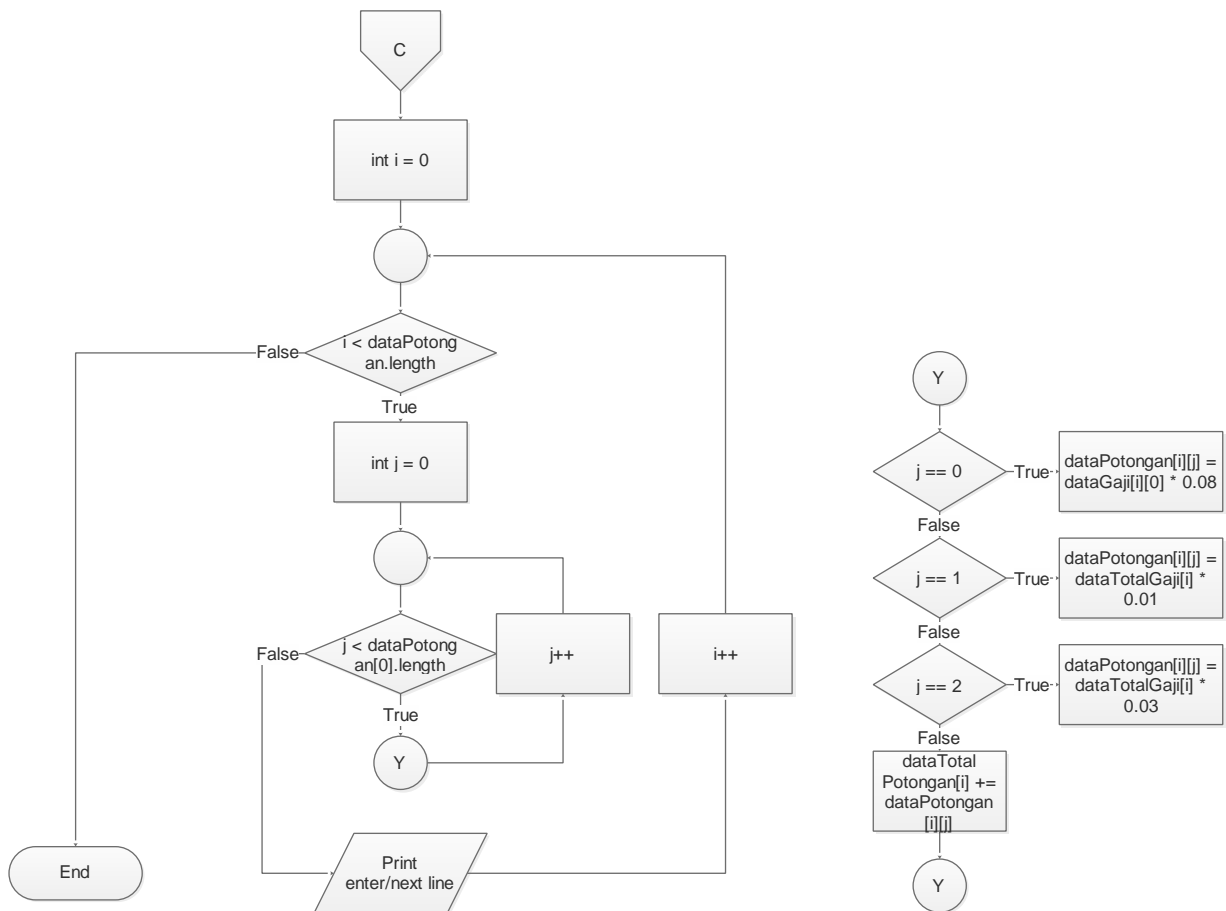 C
int i = 0
i < dataPotong
an.length
False
True
int j = 0
j < dataPotong
an[0].length
False
True
Y
j++
i++
Print
enter/next line
End
Y
j == 0
True
dataPotongan[i][j] =
dataGaji[i][0] * 0.08
False
j == 1
True
dataPotongan[i][j] =
dataTotalGaji[i] *
0.01
False
j == 2
True
dataPotongan[i][j] =
dataTotalGaji[i] *
0.03
False
dataTotal
Potongan[i] +=
dataPotongan
[i][j]
Y